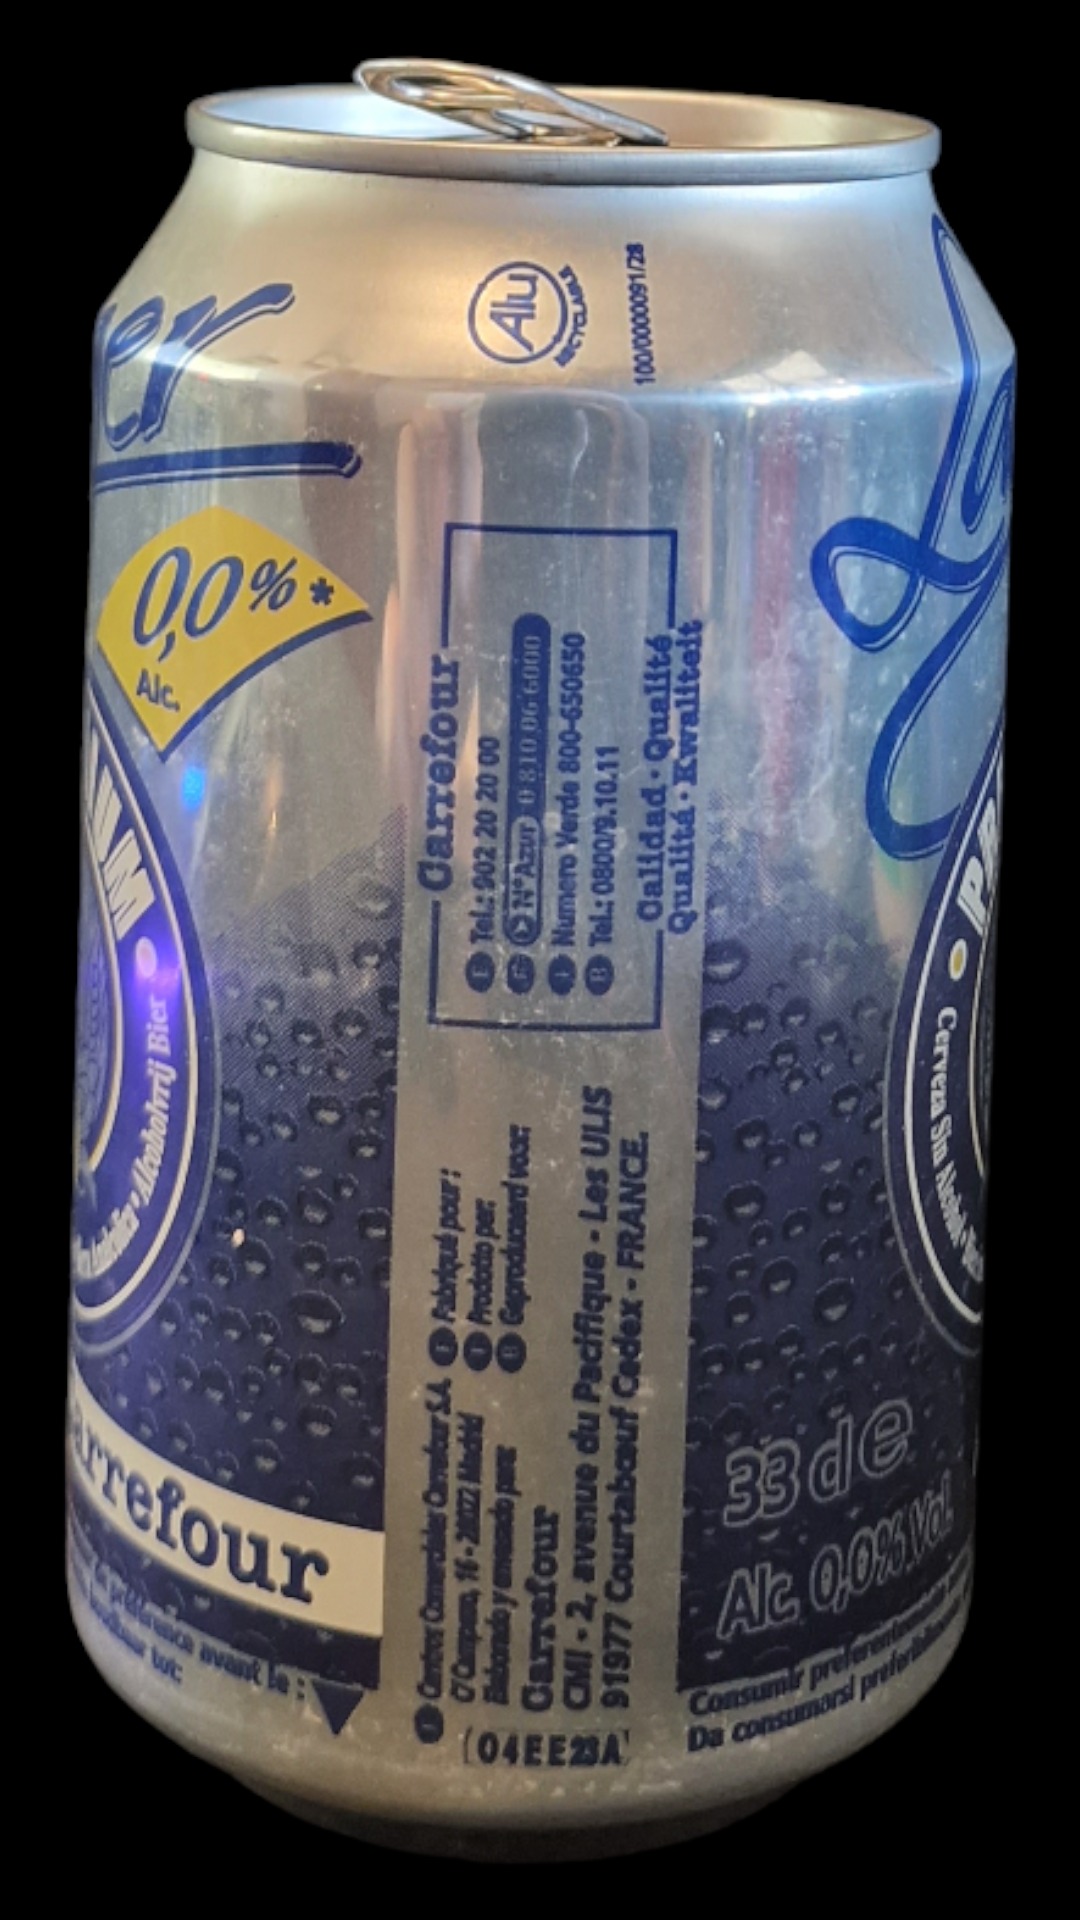 er
0,0% *
Alc.
Alcoholvrij Bier
Carrefour
avant le :
tot:
Alu
RECYCLABLE
100/0000091/28
Carrefour
E Tel.: 902 20 20 00
F N° Azur 0 810 06 6000
I Numero Verde 800-650650
B Tel.: 0800/9.10.11
Calidad · Qualité
Qualità · Kwaliteit
F Fabriqué pour :
I Prodotto per:
B Geproduceerd voor:
E Centros Comerciales Carrefour S.A.
C/ Campezo, 16 - 28022 Madrid
Elaborado y envasado para:
Carrefour
CMI - 2, avenue du Pacifique - Les ULIS
91977 Courtabœuf Cedex - FRANCE.
(04EE23A)
Cerveza Sin Alcohol
33 cl e
Alc. 0,0% Vol.
Consumir preferentemente
Da consumarsi